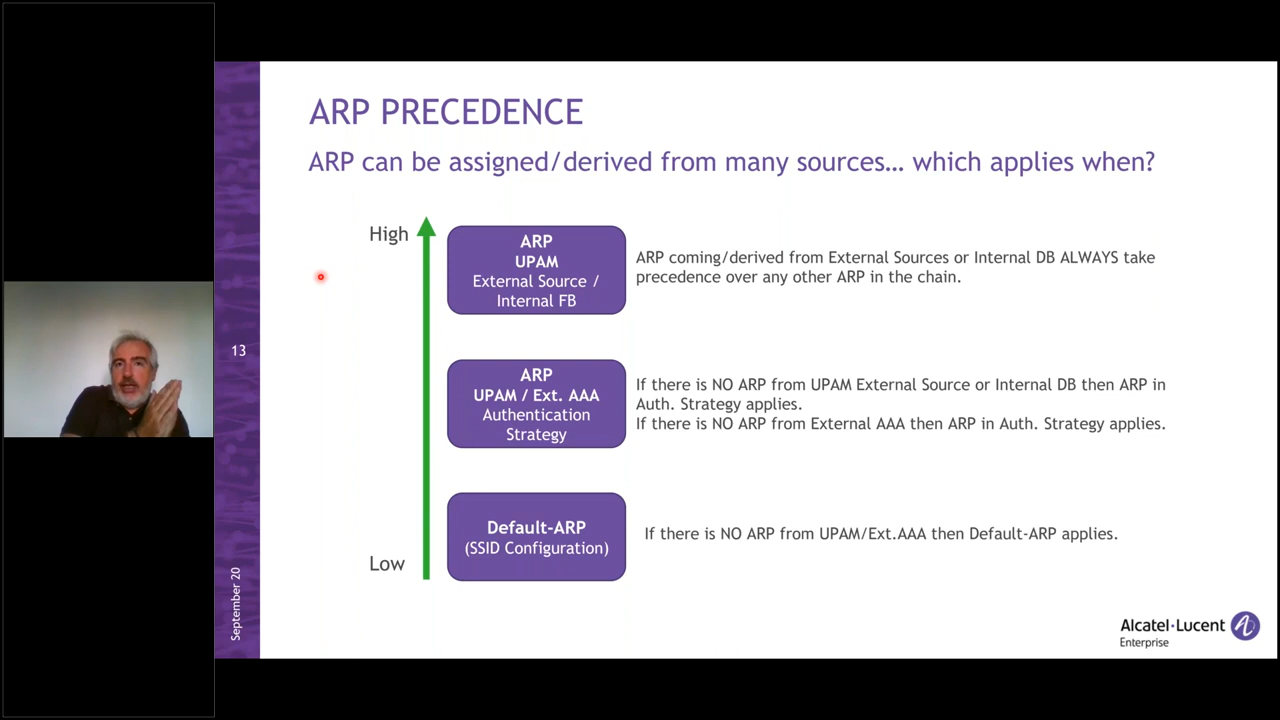 ARP PRECEDENCE
ARP can be assigned/derived from many sources... which applies when?
High
ARP
UPAM
External Source /
Internal FB
ARP coming/derived from External Sources or Internal DB ALWAYS take
precedence over any other ARP in the chain.
13
ARP
UPAM / Ext. AAA
Authentication
Strategy
If there is NO ARP from UPAM External Source or Internal DB then ARP in
Auth. Strategy applies.
If there is NO ARP from External AAA then ARP in Auth. Strategy applies.
Default-ARP
(SSID Configuration)
If there is NO ARP from UPAM/Ext.AAA then Default-ARP applies.
Low
September 20
Alcatel·Lucent
Enterprise